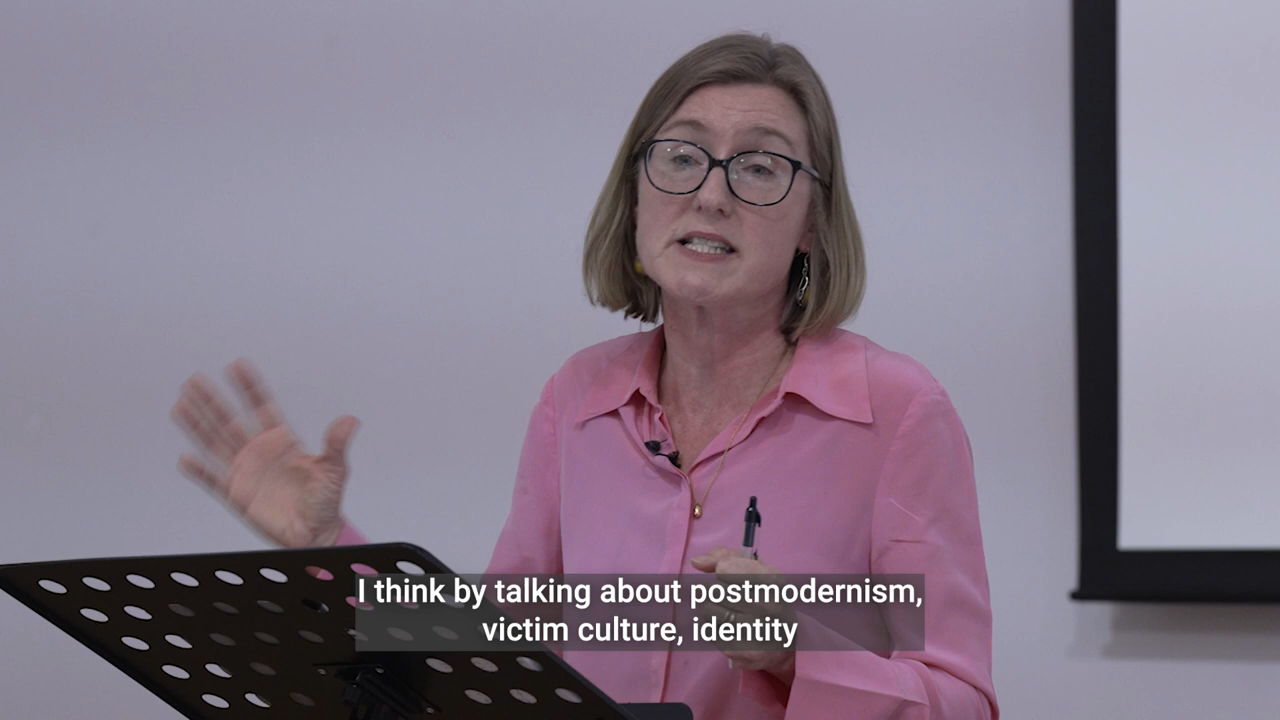 I think by talking about postmodernism,
victim culture, identity